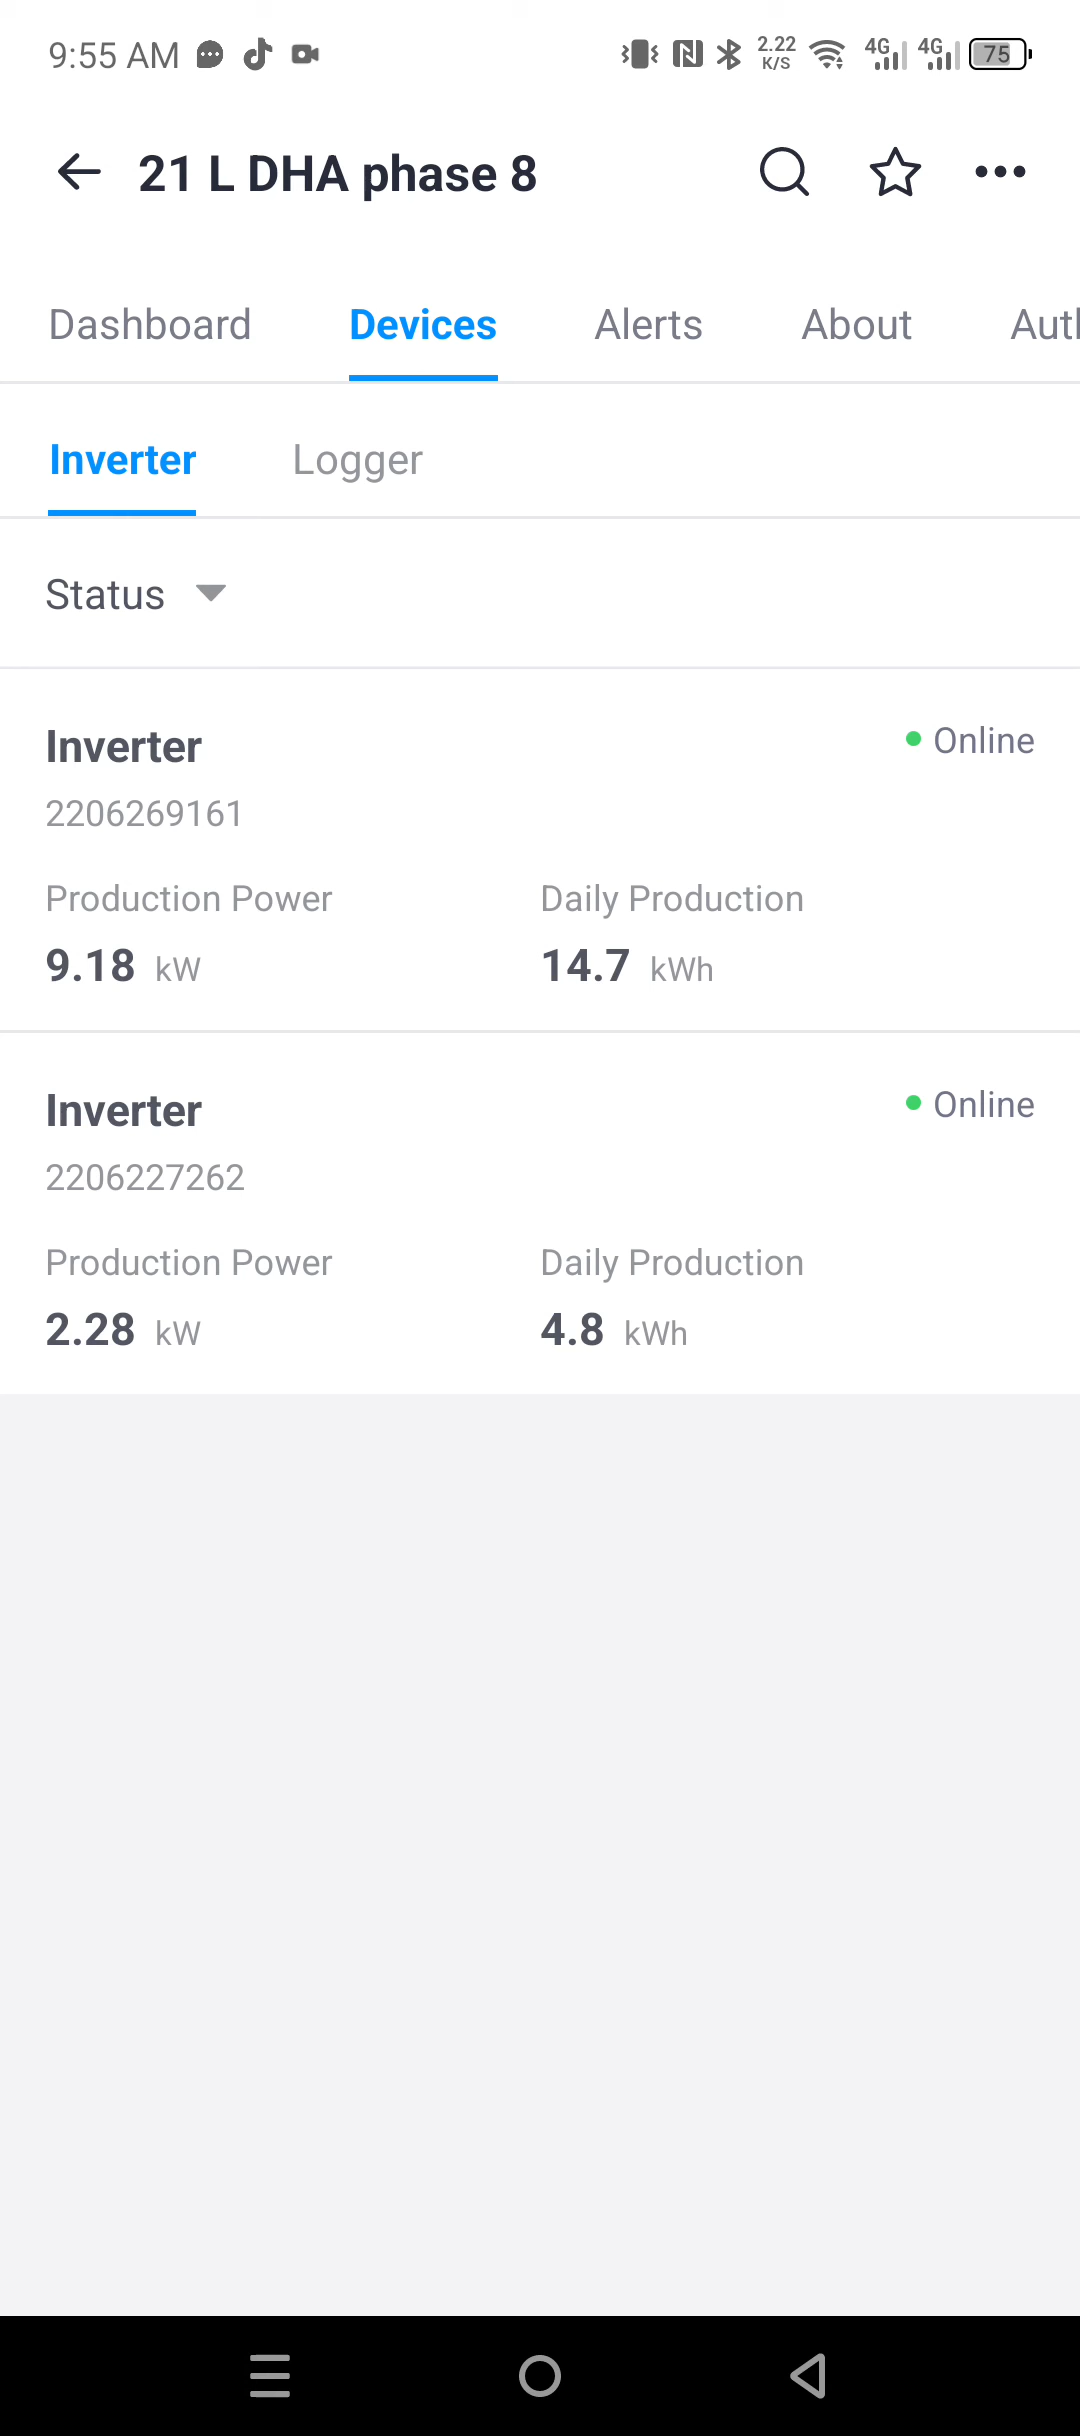 9:55 AM 2.22 K/S 4G 4G 75
21 L DHA phase 8
Dashboard Devices Alerts About Aut
Inverter Logger
Status
Inverter Online
2206269161
Production Power Daily Production
9.18 kW 14.7 kWh
Inverter Online
2206227262
Production Power Daily Production
2.28 kW 4.8 kWh